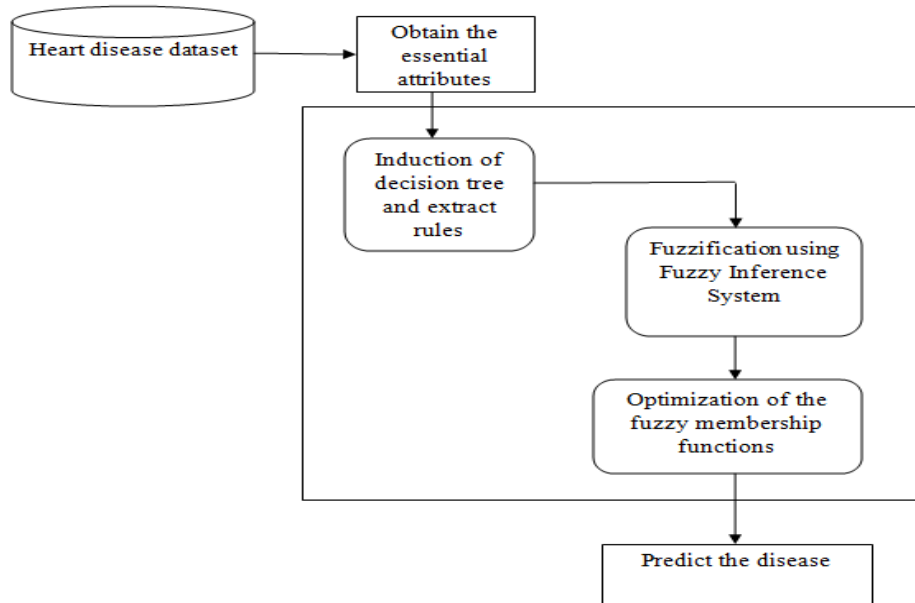 Heart disease dataset
Obtain the
essential
attributes
Induction of
decision tree
and extract
rules
Fuzzification using
Fuzzy Inference
System
Optimization of the
fuzzy membership
functions
Predict the disease